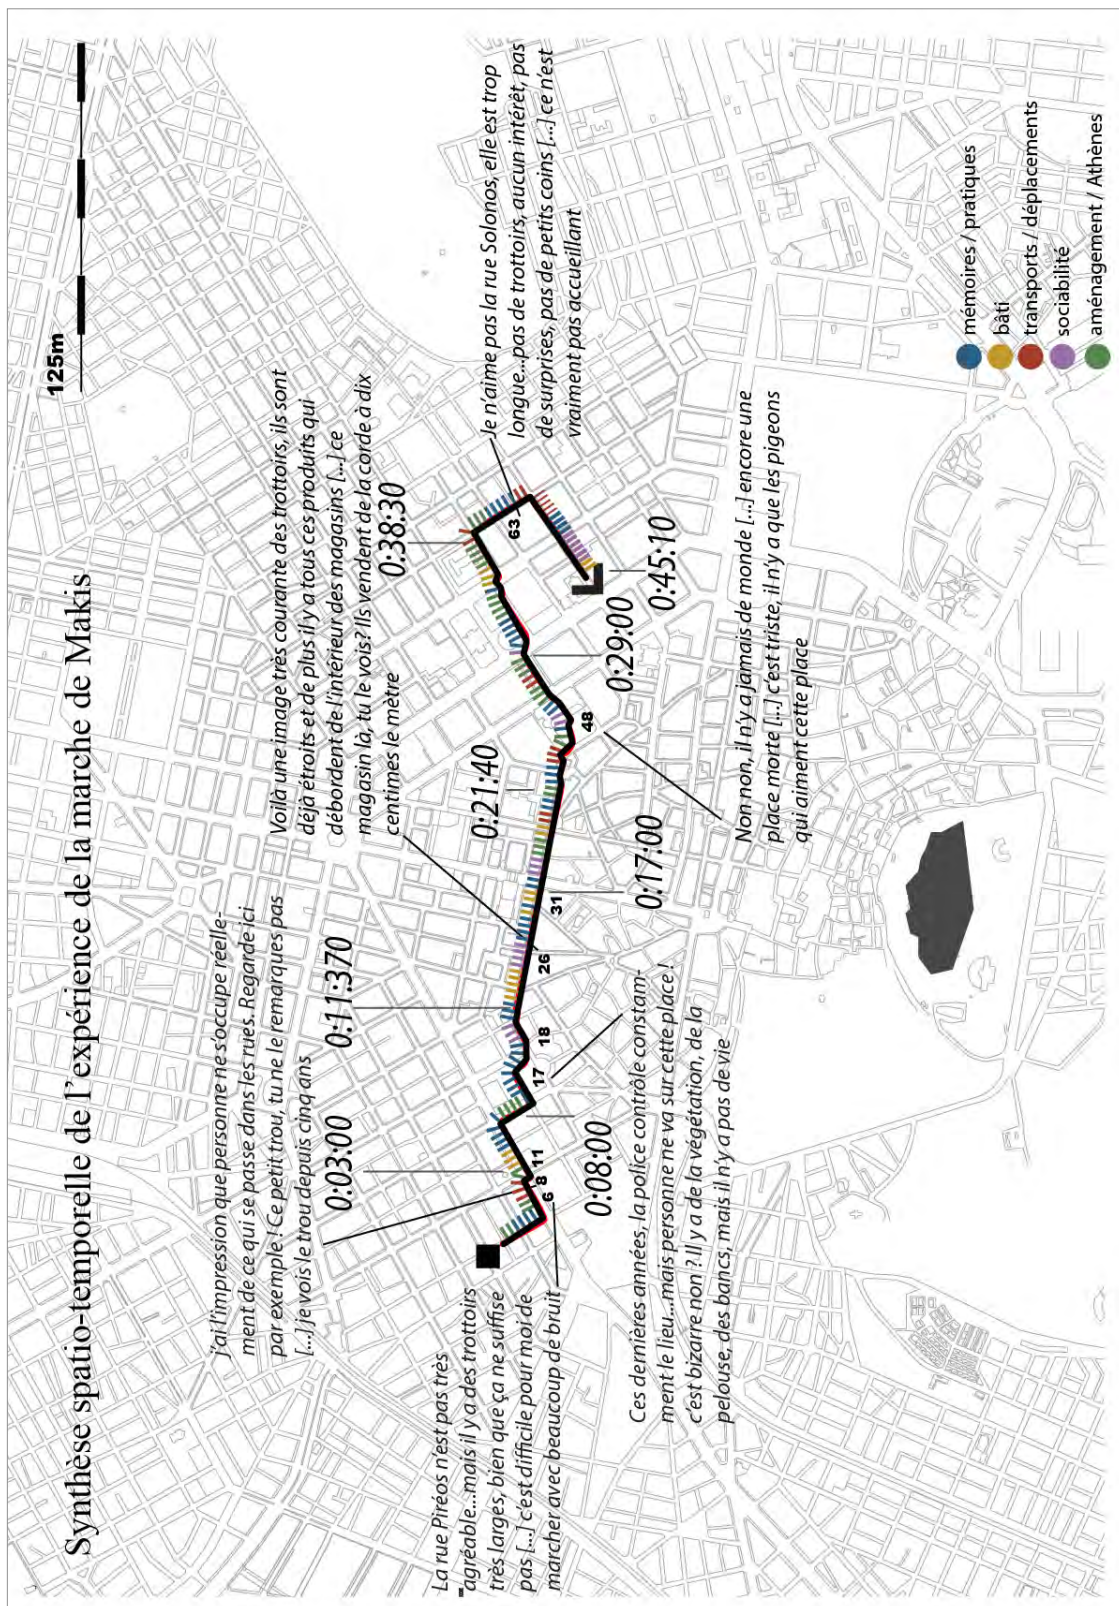 Synthèse spatio-temporelle de l'expérience de la marche de Makis
125m
j'ai l'impression que personne ne s'occupe réelle-
ment de ce qui se passe dans les rues. Regarde ici
par exemple ! Ce petit trou, tu ne le remarques pas
[...] je vois le trou depuis cinq ans
Voilà une image très courante des trottoirs, ils sont
déjà étroits et de plus il y a tous ces produits qui
débordent de l'intérieur des magasins [...] ce
magasin là, tu le vois? Ils vendent de la corde à dix
centimes le mètre
0:03:00
0:11:370
0:21:40
0:38:30
La rue Piréos n'est pas très
agréable...mais il y a des trottoirs
très larges, bien que ça ne suffise
pas [...] c'est difficile pour moi de
marcher avec beaucoup de bruit
Je n'aime pas la rue Solonos, elle est trop
longue...pas de trottoirs, aucun intérêt, pas
de surprises, pas de petits coins [...] ce n'est
vraiment pas accueillant
6
8
11
17
18
26
31
48
63
0:08:00
0:17:00
0:29:00
0:45:10
Ces dernières années, la police contrôle constam-
ment le lieu...mais personne ne va sur cette place !
c'est bizarre non ? Il y a de la végétation, de la
pelouse, des bancs, mais il n'y a pas de vie
Non non, il n'y a jamais de monde [...] encore une
place morte [...] c'est triste, il n'y a que les pigeons
qui aiment cette place
mémoires / pratiques
bâti
transports / déplacements
sociabilité
aménagement / Athènes